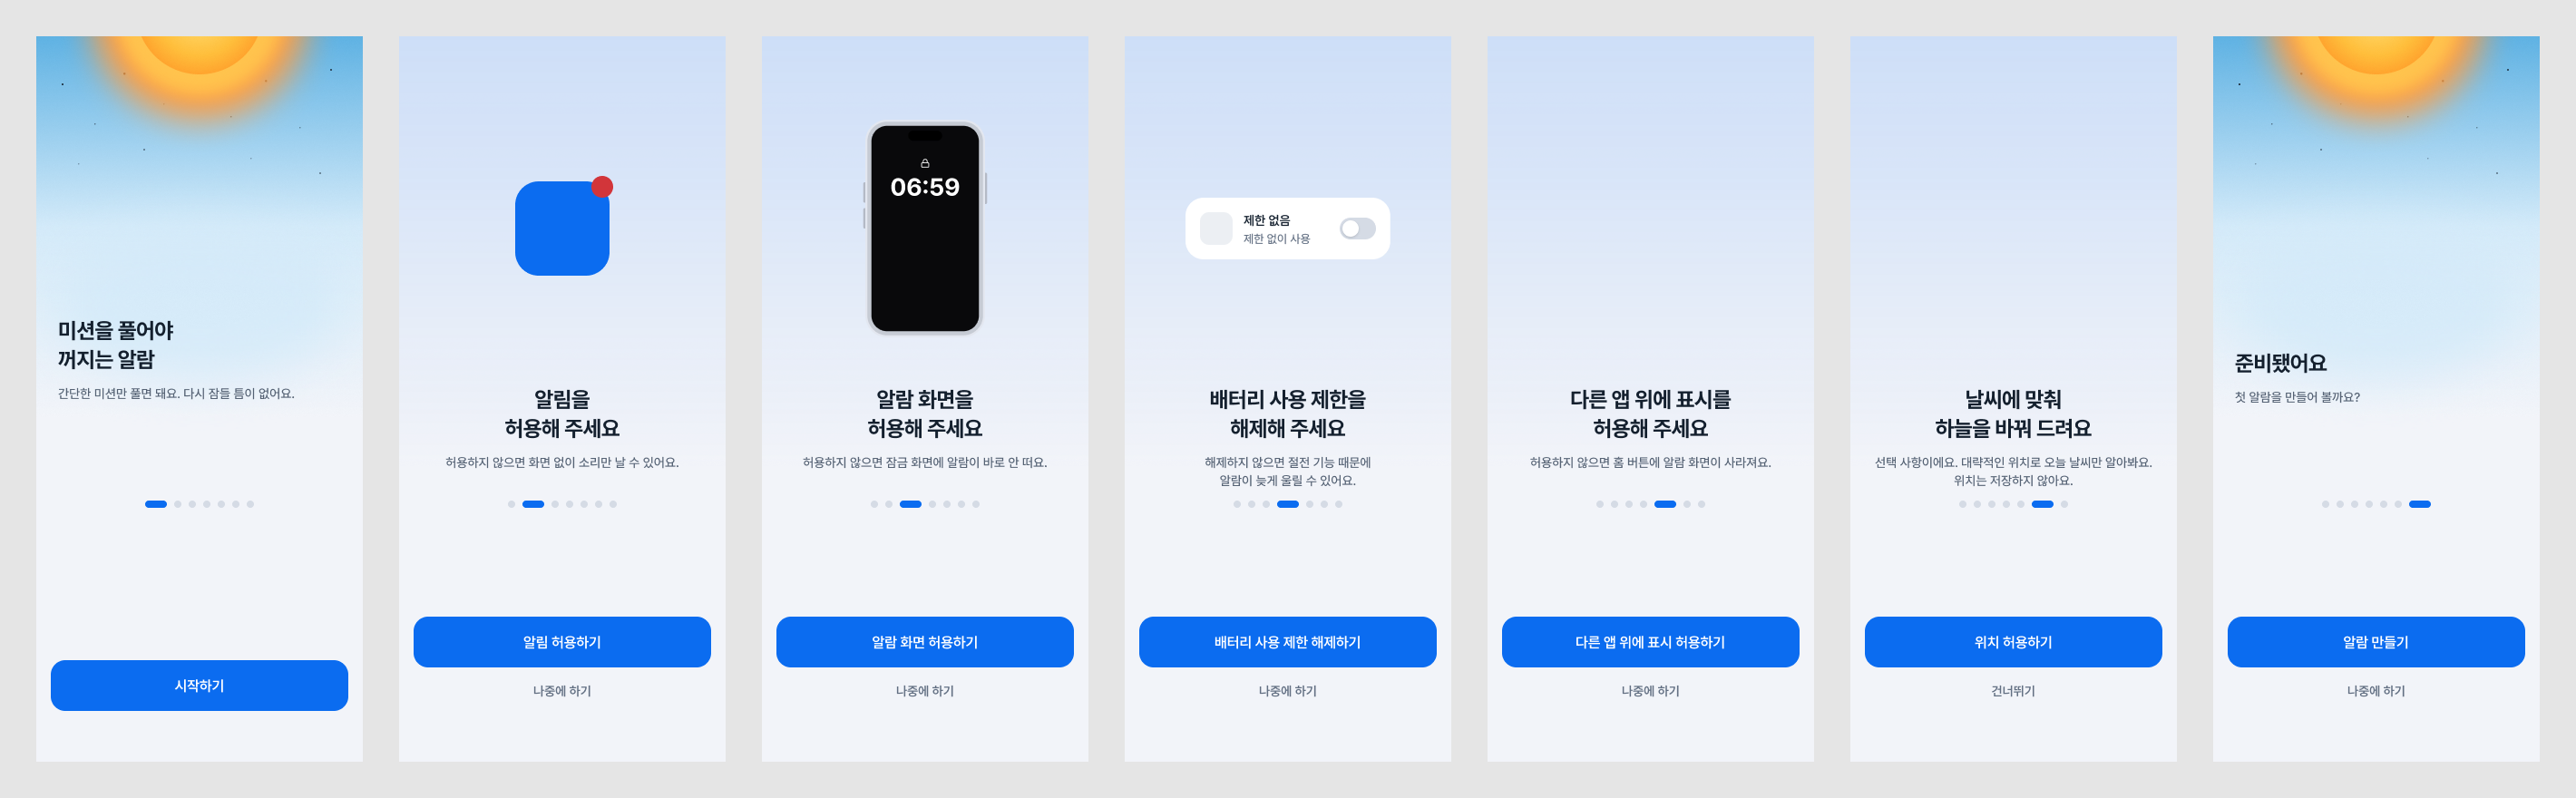 미션을 풀어야
꺼지는 알람
간단한 미션만 풀면 돼요. 다시 잠들 틈이 없어요.
시작하기
알림을
허용해 주세요
허용하지 않으면 화면 없이 소리만 날 수 있어요.
알림 허용하기
나중에 하기
06:59
알람 화면을
허용해 주세요
허용하지 않으면 잠금 화면에 알람이 바로 안 떠요.
알람 화면 허용하기
나중에 하기
제한 없음
제한 없이 사용
배터리 사용 제한을
해제해 주세요
해제하지 않으면 절전 기능 때문에
알람이 늦게 울릴 수 있어요.
배터리 사용 제한 해제하기
나중에 하기
다른 앱 위에 표시를
허용해 주세요
허용하지 않으면 홈 버튼에 알람 화면이 사라져요.
다른 앱 위에 표시 허용하기
나중에 하기
날씨에 맞춰
하늘을 바꿔 드려요
선택 사항이에요. 대략적인 위치로 오늘 날씨만 알아봐요.
위치는 저장하지 않아요.
위치 허용하기
건너뛰기
준비됐어요
첫 알람을 만들어 볼까요?
알람 만들기
나중에 하기